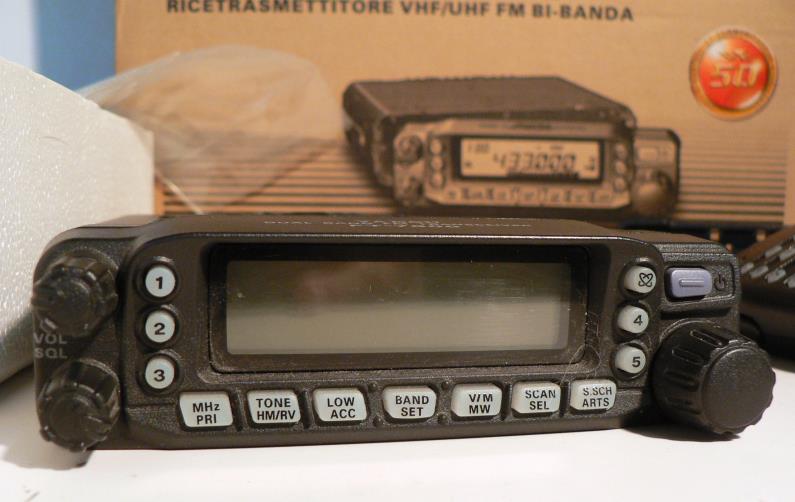 RICETRASMETTITORE VHF/UHF FM BI-BANDA
50
433.000
VOL
SQL
1
2
3
4
5
MHz
PRI
TONE
HM/RV
LOW
ACC
BAND
SET
V/M
MW
SCAN
SEL
S.SCH
ARTS